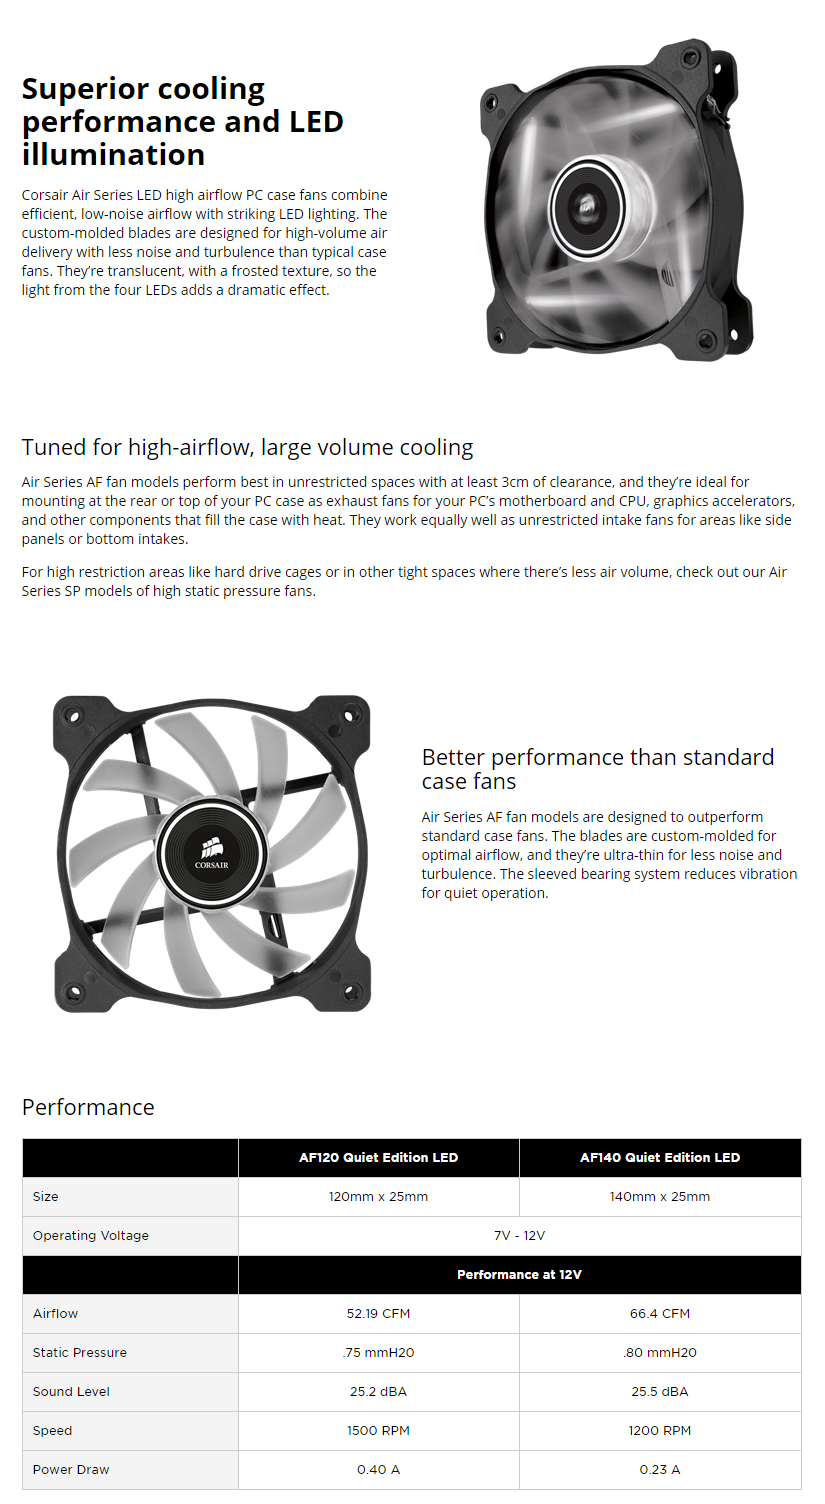 Superior cooling
performance and LED
illumination
Corsair Air Series LED high airflow PC case fans combine
efficient, low-noise airflow with striking LED lighting. The
custom-molded blades are designed for high-volume air
delivery with less noise and turbulence than typical case
fans. They’re translucent, with a frosted texture, so the
light from the four LEDs adds a dramatic effect.
Tuned for high-airflow, large volume cooling
Air Series AF fan models perform best in unrestricted spaces with at least 3cm of clearance, and they’re ideal for
mounting at the rear or top of your PC case as exhaust fans for your PC’s motherboard and CPU, graphics accelerators,
and other components that fill the case with heat. They work equally well as unrestricted intake fans for areas like side
panels or bottom intakes.
For high restriction areas like hard drive cages or in other tight spaces where there’s less air volume, check out our Air
Series SP models of high static pressure fans.
CORSAIR
Better performance than standard
case fans
Air Series AF fan models are designed to outperform
standard case fans. The blades are custom-molded for
optimal airflow, and they’re ultra-thin for less noise and
turbulence. The sleeved bearing system reduces vibration
for quiet operation.
Performance
AF120 Quiet Edition LED AF140 Quiet Edition LED
Size 120mm x 25mm 140mm x 25mm
Operating Voltage 7V - 12V
Performance at 12V
Airflow 52.19 CFM 66.4 CFM
Static Pressure .75 mmH20 .80 mmH20
Sound Level 25.2 dBA 25.5 dBA
Speed 1500 RPM 1200 RPM
Power Draw 0.40 A 0.23 A